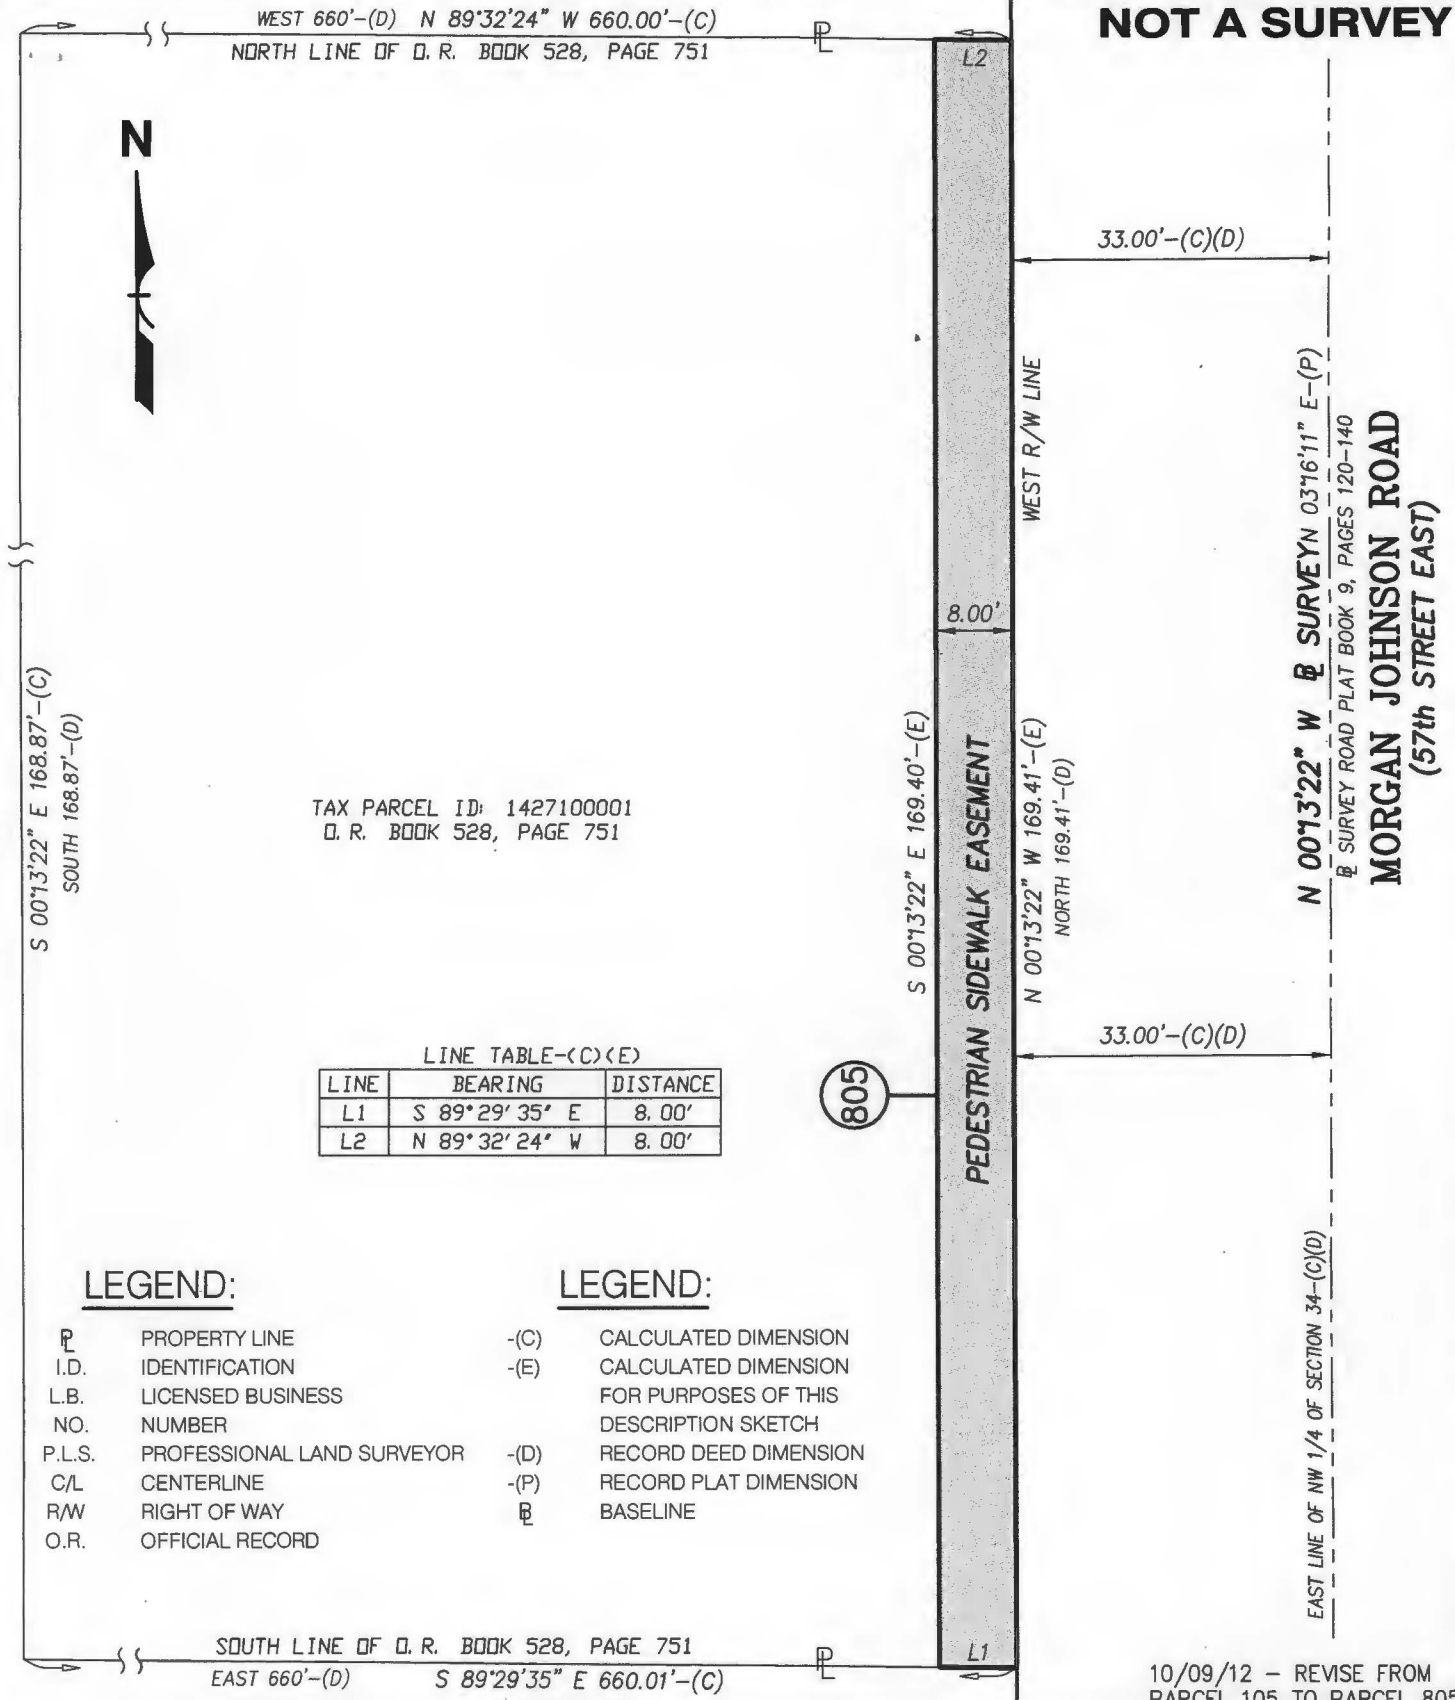 NOT A SURVEY
WEST 660'-(D) N 89°32'24" W 660.00'-(C)
NORTH LINE OF O.R. BOOK 528, PAGE 751
L2
N
33.00'-(C)(D)
WEST R/W LINE
8.00'
N 00°13'22" W B/L SURVEY N 03°16'11" E-(P)
B/L SURVEY ROAD PLAT BOOK 9, PAGES 120-140
MORGAN JOHNSON ROAD
(57th STREET EAST)
S 00°13'22" E 168.87'-(C)
SOUTH 168.87'-(D)
TAX PARCEL ID: 1427100001
O.R. BOOK 528, PAGE 751
S 00°13'22" E 169.40'-(E)
PEDESTRIAN SIDEWALK EASEMENT
N 00°13'22" W 169.41'-(E)
NORTH 169.41'-(D)
33.00'-(C)(D)
805
LINE TABLE-(C)(E)
LINE BEARING DISTANCE
L1 S 89°29'35" E 8.00'
L2 N 89°32'24" W 8.00'
EAST LINE OF NW 1/4 OF SECTION 34-(C)(D)
LEGEND:
P/L PROPERTY LINE
I.D. IDENTIFICATION
L.B. LICENSED BUSINESS
NO. NUMBER
P.L.S. PROFESSIONAL LAND SURVEYOR
C/L CENTERLINE
R/W RIGHT OF WAY
O.R. OFFICIAL RECORD
LEGEND:
-(C) CALCULATED DIMENSION
-(E) CALCULATED DIMENSION
FOR PURPOSES OF THIS
DESCRIPTION SKETCH
-(D) RECORD DEED DIMENSION
-(P) RECORD PLAT DIMENSION
B/L BASELINE
SOUTH LINE OF O.R. BOOK 528, PAGE 751
EAST 660'-(D) S 89°29'35" E 660.01'-(C)
L1
10/09/12 - REVISE FROM
PARCEL 105 TO PARCEL 805